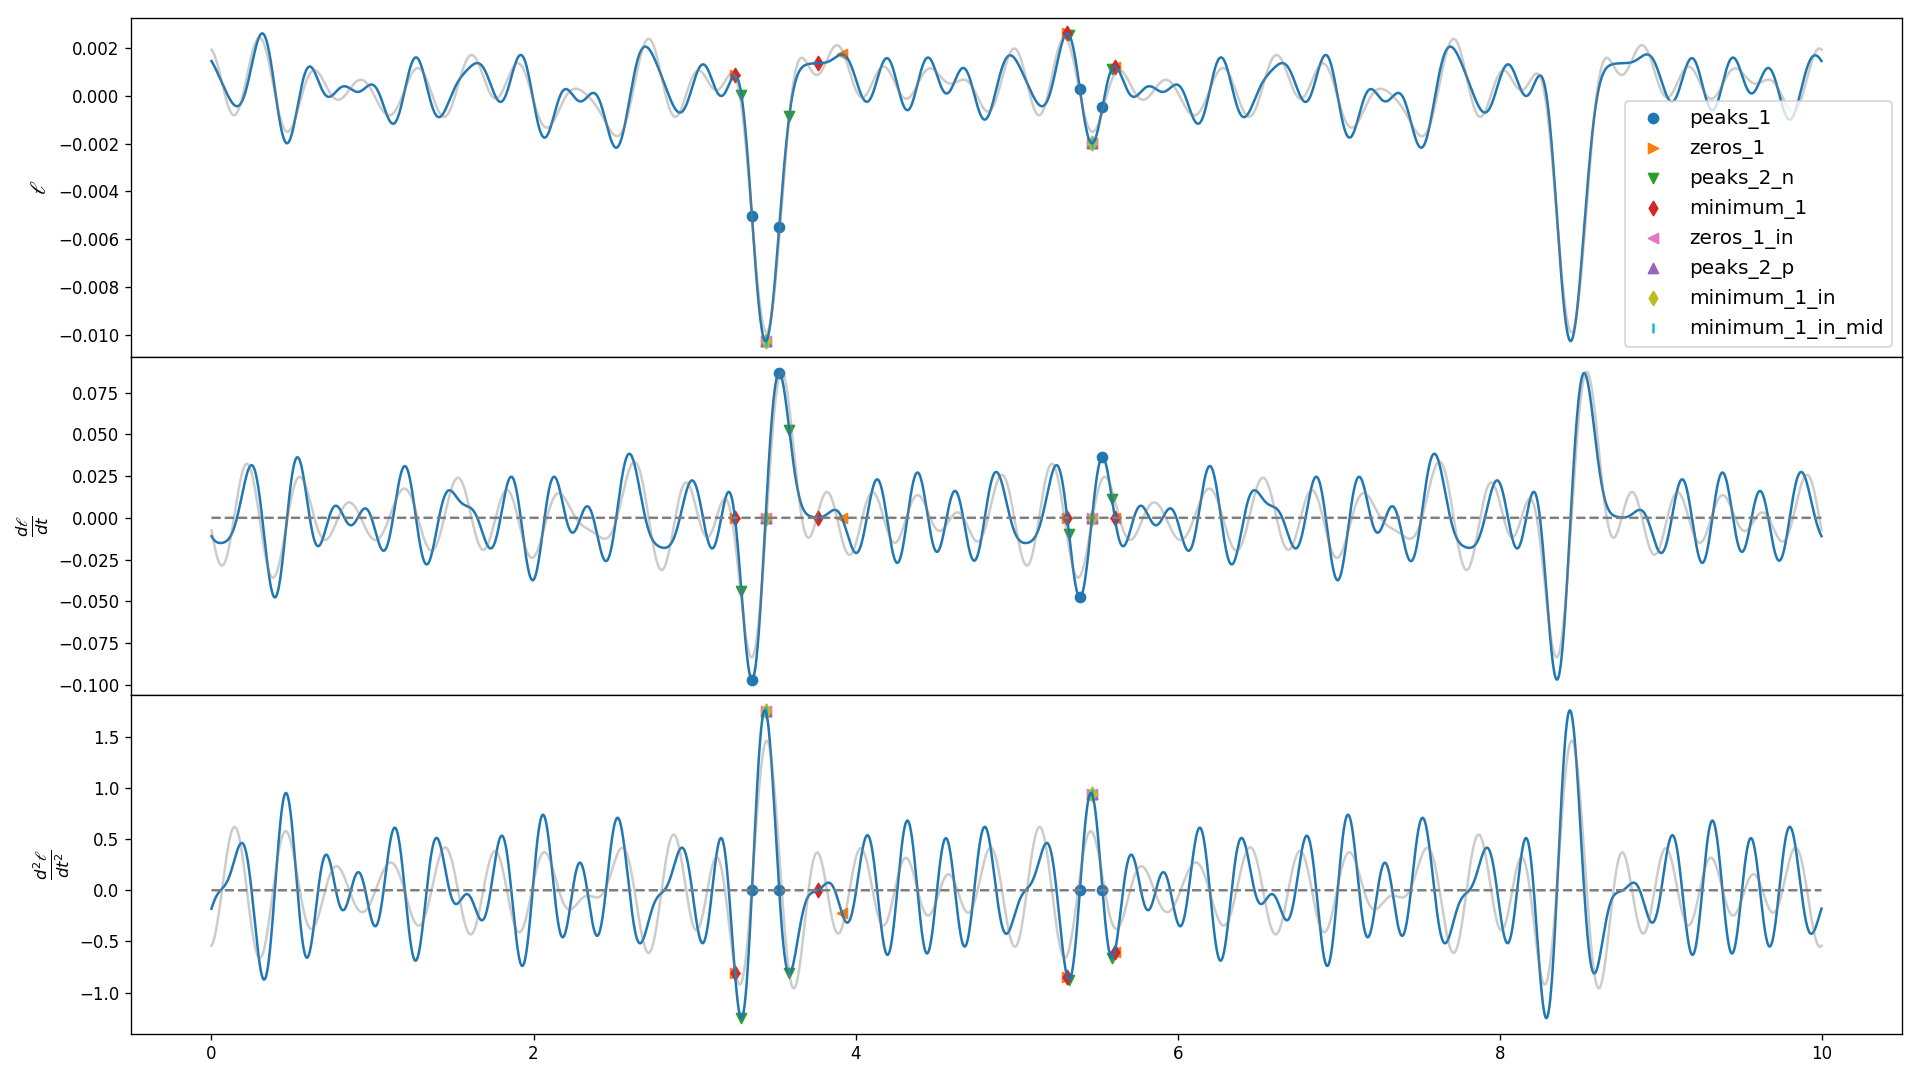 0.002
0.000
−0.002
−0.004
−0.006
−0.008
−0.010
ℓ
peaks_1
zeros_1
peaks_2_n
minimum_1
zeros_1_in
peaks_2_p
minimum_1_in
minimum_1_in_mid
0.075
0.050
0.025
0.000
−0.025
−0.050
−0.075
−0.100
dℓ
dt
1.5
1.0
0.5
0.0
−0.5
−1.0
d²ℓ
dt²
0 2 4 6 8 10